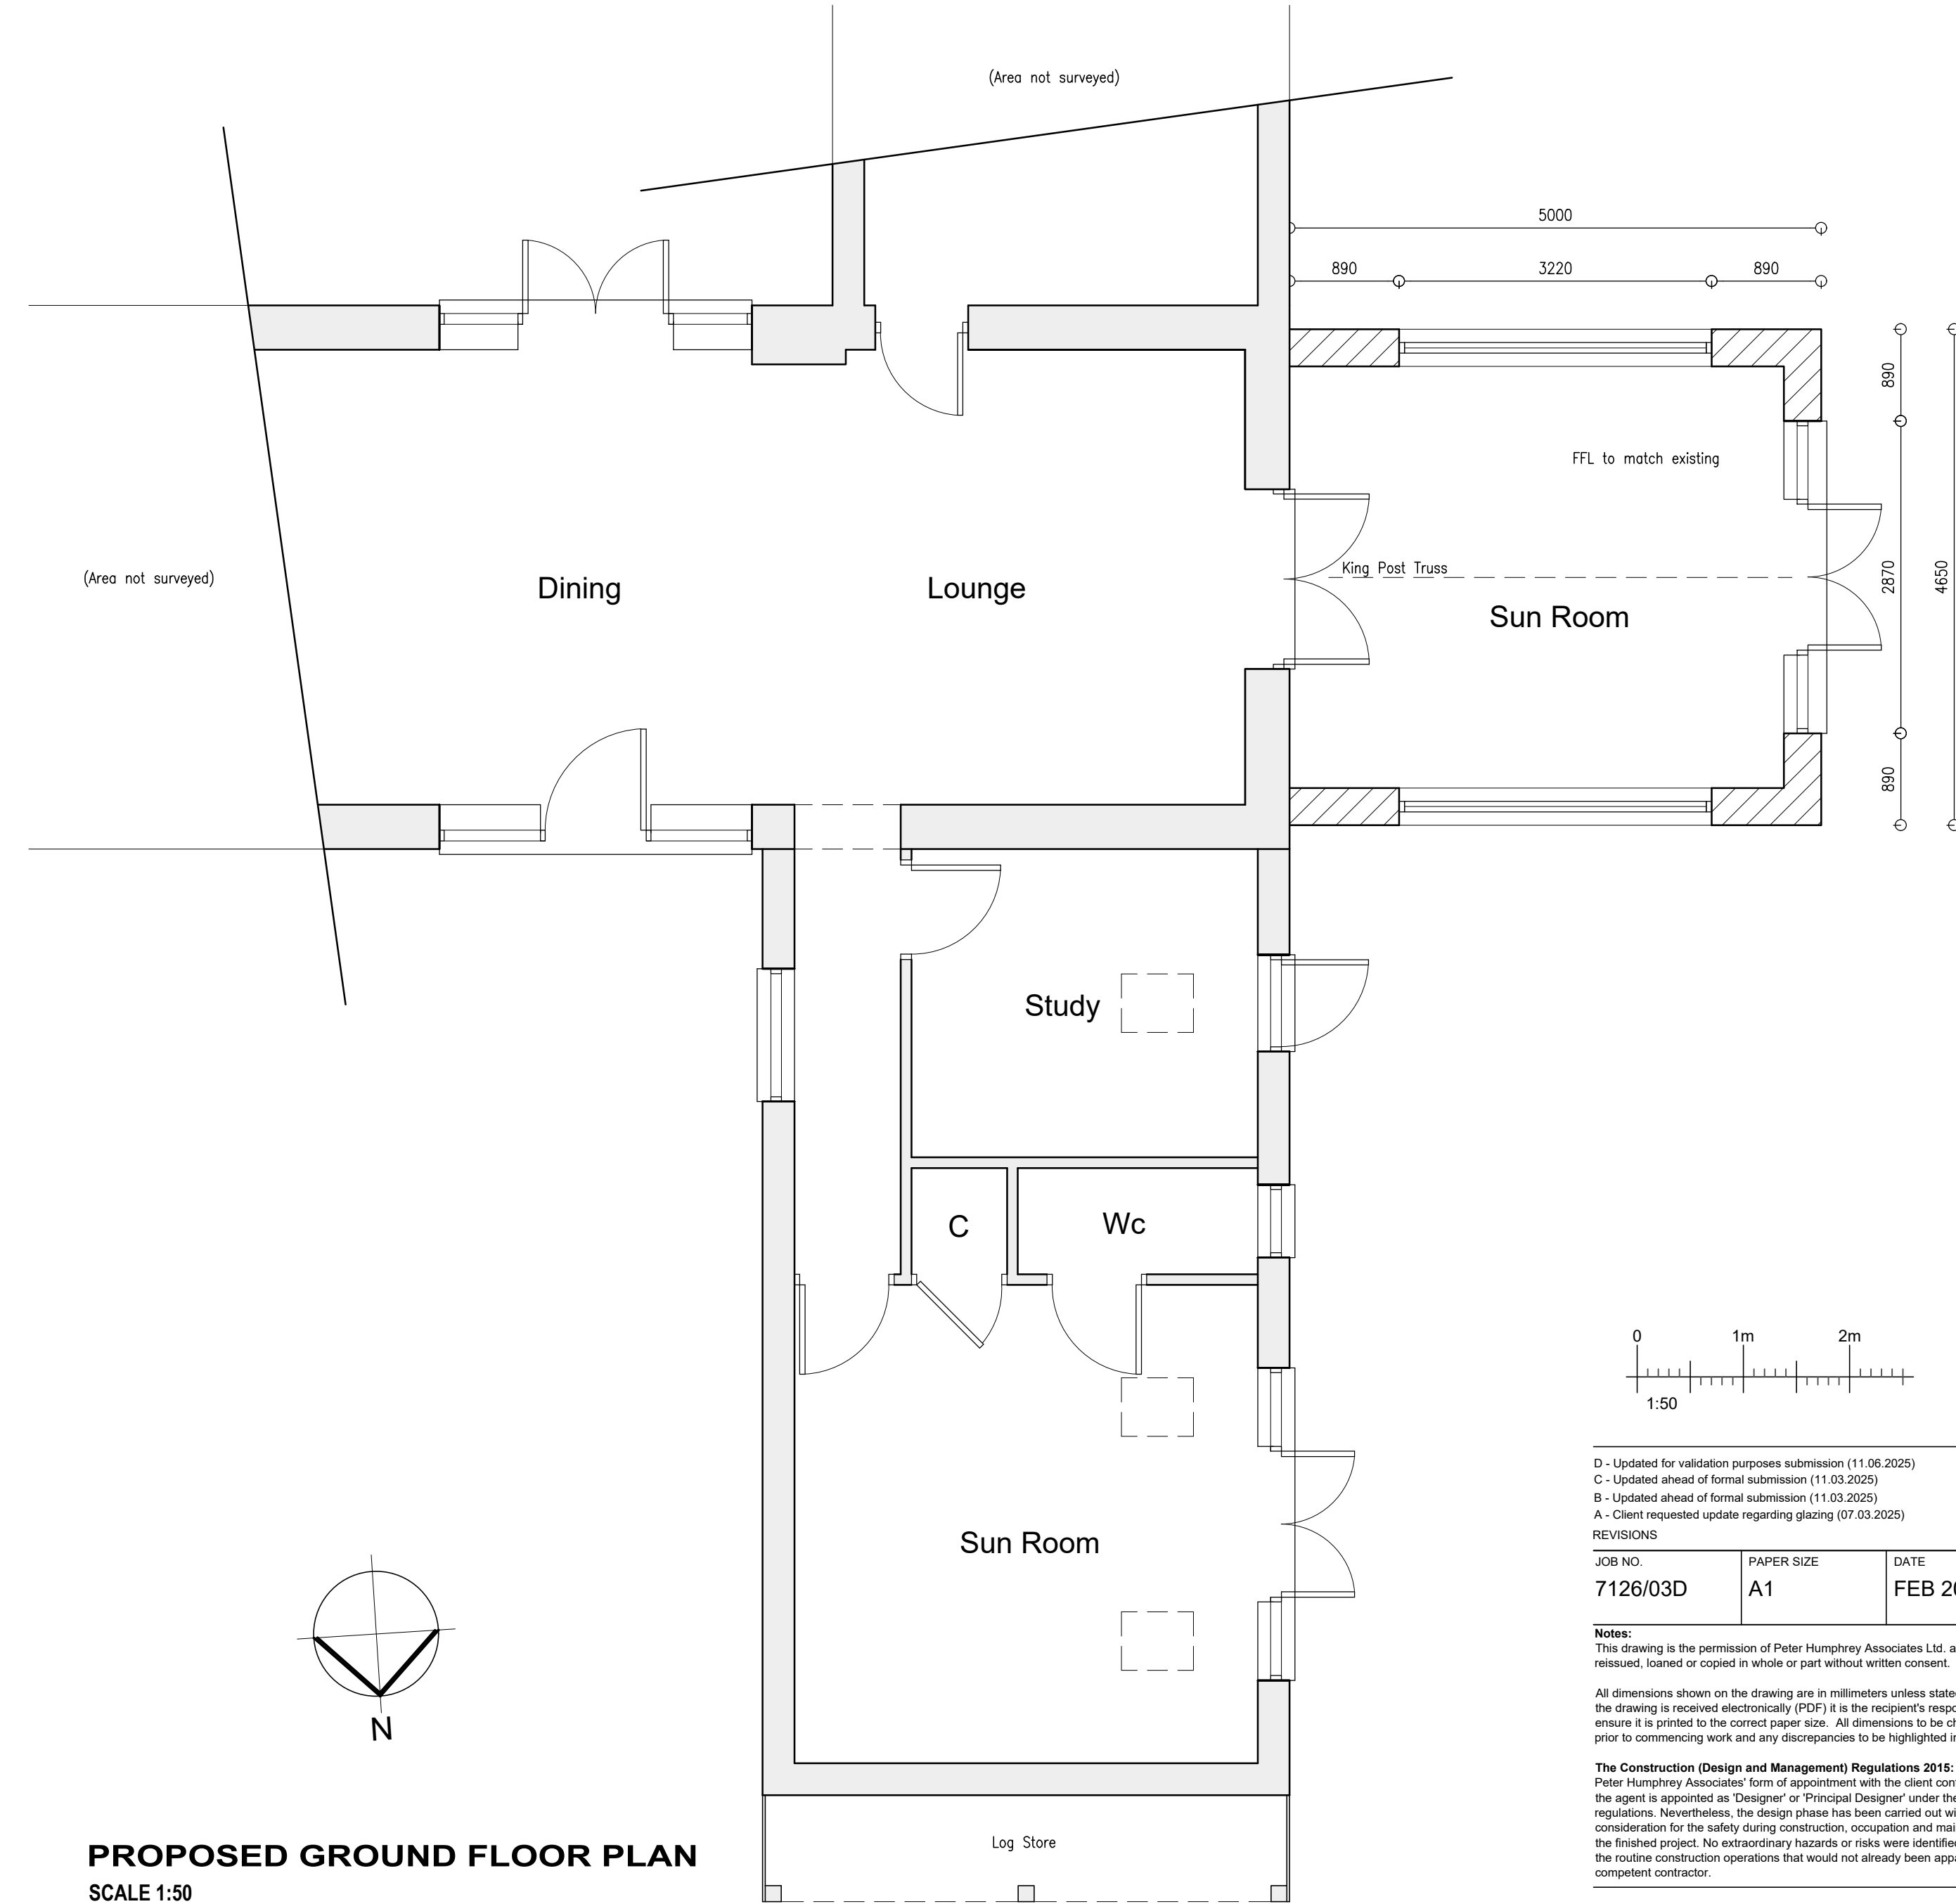 (Area not surveyed)
5000
890 3220 890
890
FFL to match existing
(Area not surveyed)
Dining
Lounge
King Post Truss
2870
4650
Sun Room
890
Study
C
Wc
0 1m 2m
1:50
D - Updated for validation purposes submission (11.06.2025)
C - Updated ahead of formal submission (11.03.2025)
B - Updated ahead of formal submission (11.03.2025)
A - Client requested update regarding glazing (07.03.2025)
REVISIONS
Sun Room
JOB NO. PAPER SIZE DATE
7126/03D A1 FEB
N
Notes:
This drawing is the permission of Peter Humphrey Associates Ltd.
reissued, loaned or copied in whole or part without written consent.
All dimensions shown on the drawing are in millimeters unless
the drawing is received electronically (PDF) it is the recipient's
ensure it is printed to the correct paper size. All dimensions to be
prior to commencing work and any discrepancies to be highlighted
The Construction (Design and Management) Regulations 2015:
Peter Humphrey Associates' form of appointment with the client
the agent is appointed as 'Designer' or 'Principal Designer' under
regulations. Nevertheless, the design phase has been carried out
consideration for the safety during construction, occupation and
the finished project. No extraordinary hazards or risks were
the routine construction operations that would not already been
competent contractor.
Log Store
PROPOSED GROUND FLOOR PLAN
SCALE 1:50